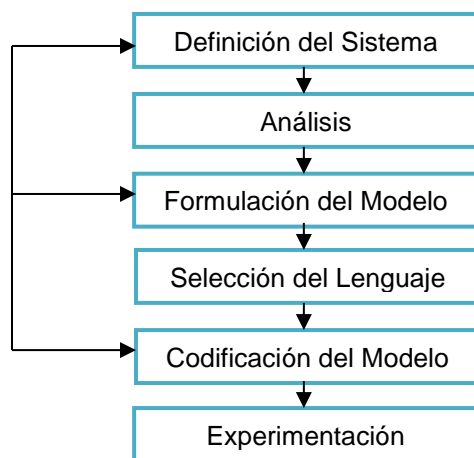 Definición del Sistema
Análisis
Formulación del Modelo
Selección del Lenguaje
Codificación del Modelo
Experimentación